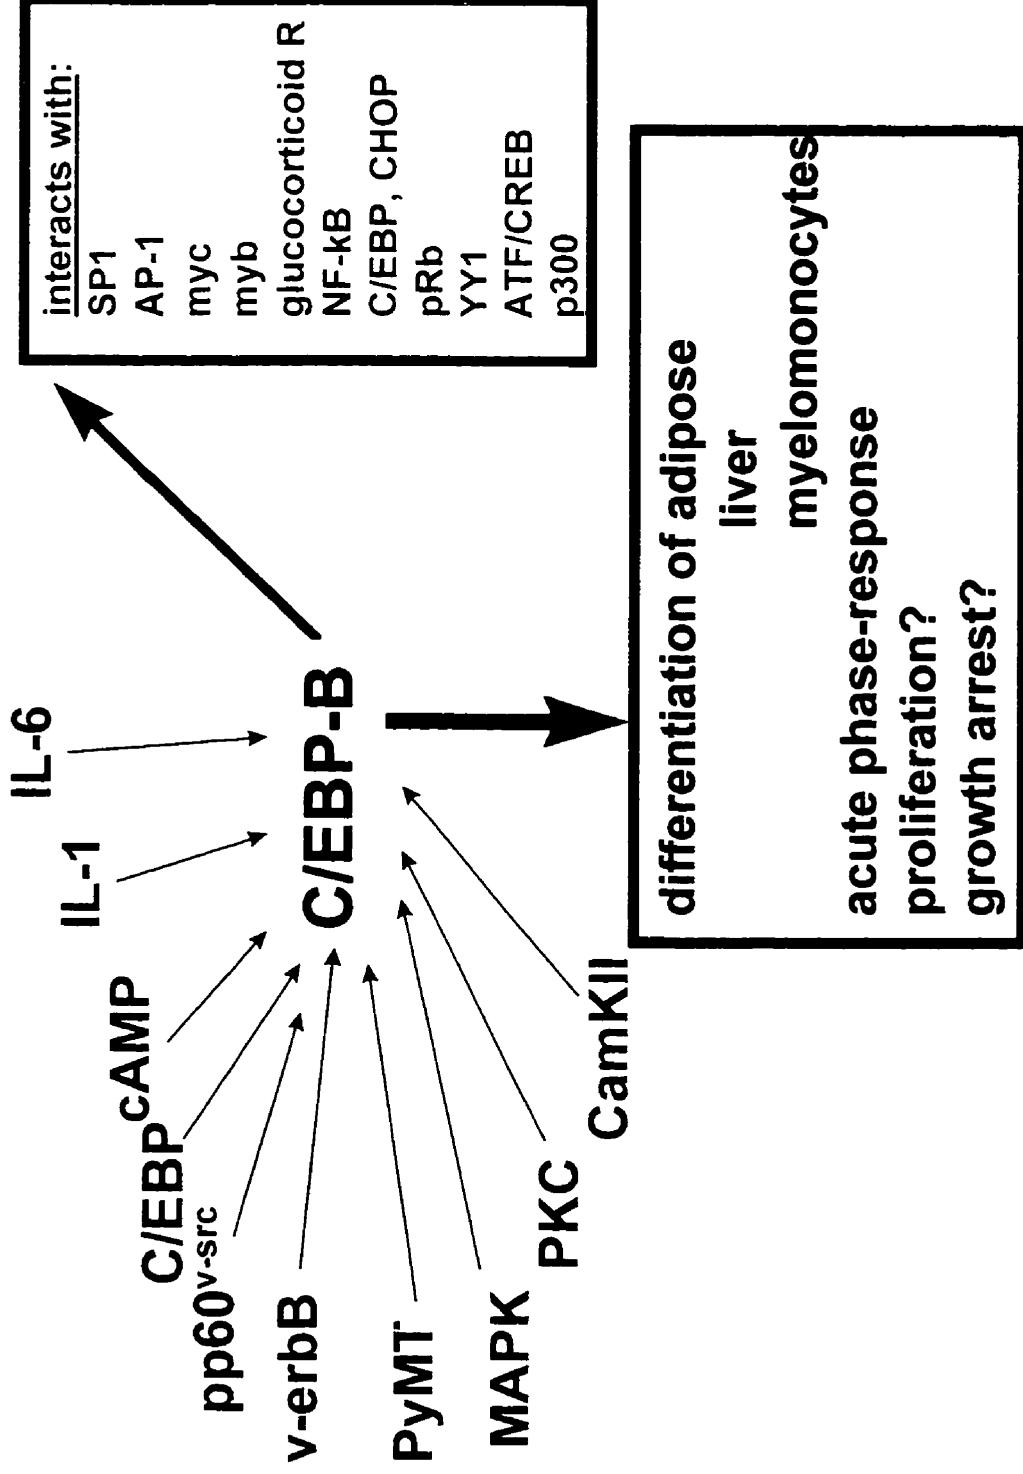 IL-6
IL-1
cAMP
C/EBP
pp60v-src
v-erbB
PyMT
MAPK
PKC
CamKII
C/EBP-B
interacts with:
SP1
AP-1
myc
myb
glucocorticoid R
NF-kB
C/EBP, CHOP
pRb
YY1
ATF/CREB
p300
differentiation of adipose
liver
myelomonocytes
acute phase-response
proliferation?
growth arrest?